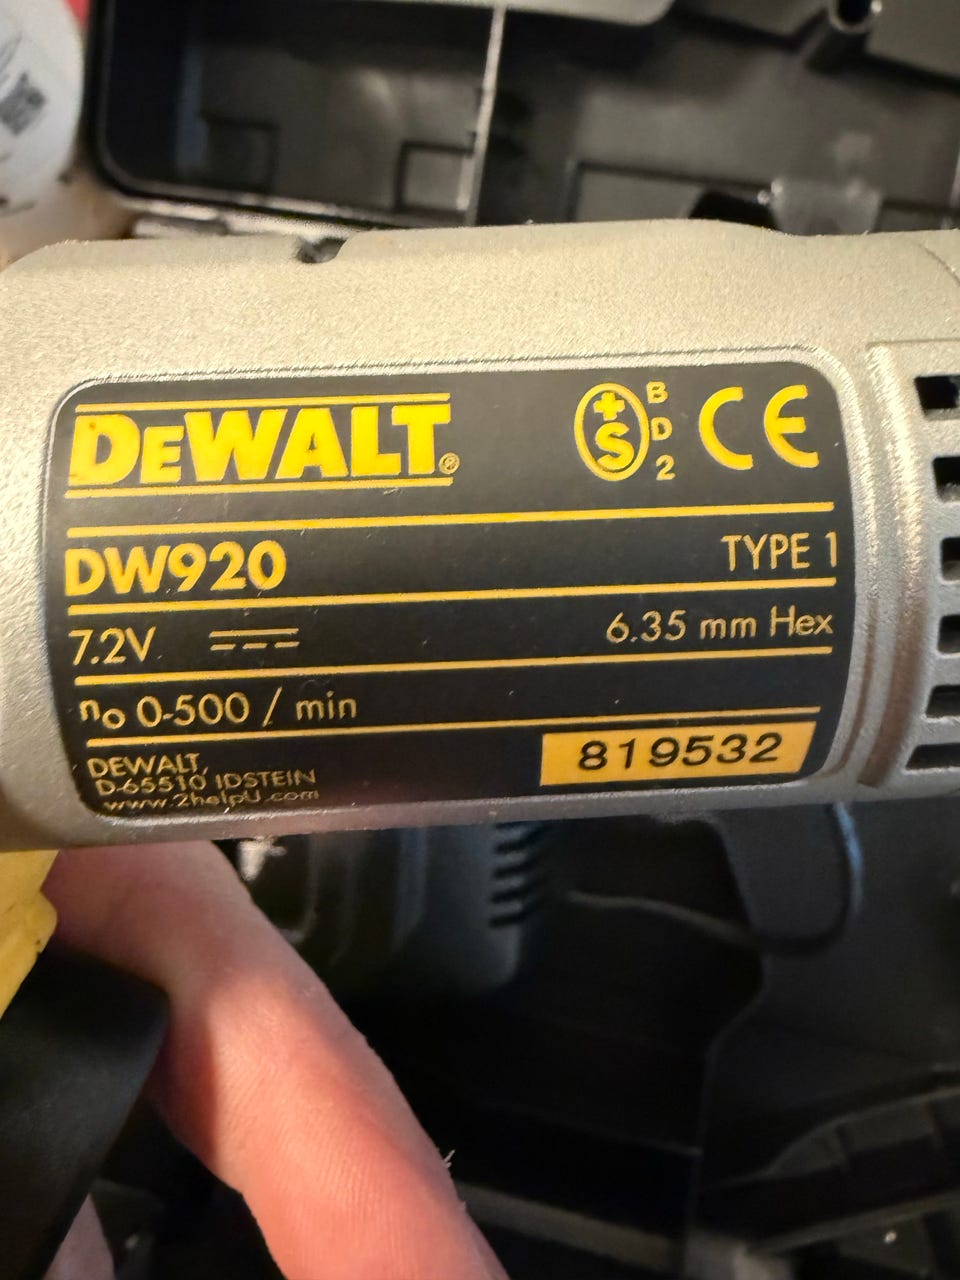 DEWALT®
+S
B
D
2
CE
DW920 TYPE 1
7.2V 6.35 mm Hex
no 0-500 / min
819532
DEWALT,
D-65510 IDSTEIN
www.2helpU.com